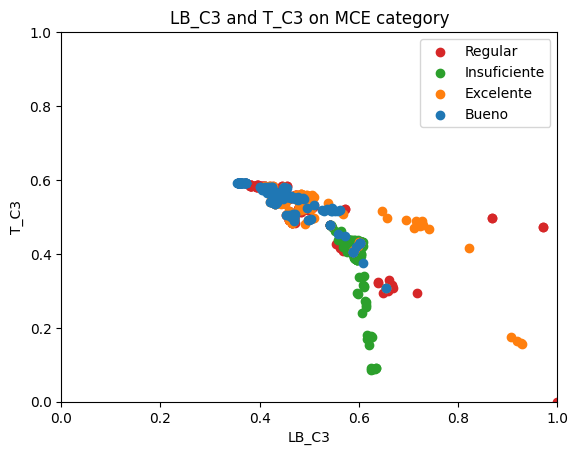 LB_C3 and T_C3 on MCE category
Regular
Insuficiente
Excelente
Bueno
1.0
0.8
0.6
0.4
0.2
0.0
T_C3
0.0 0.2 0.4 0.6 0.8 1.0
LB_C3